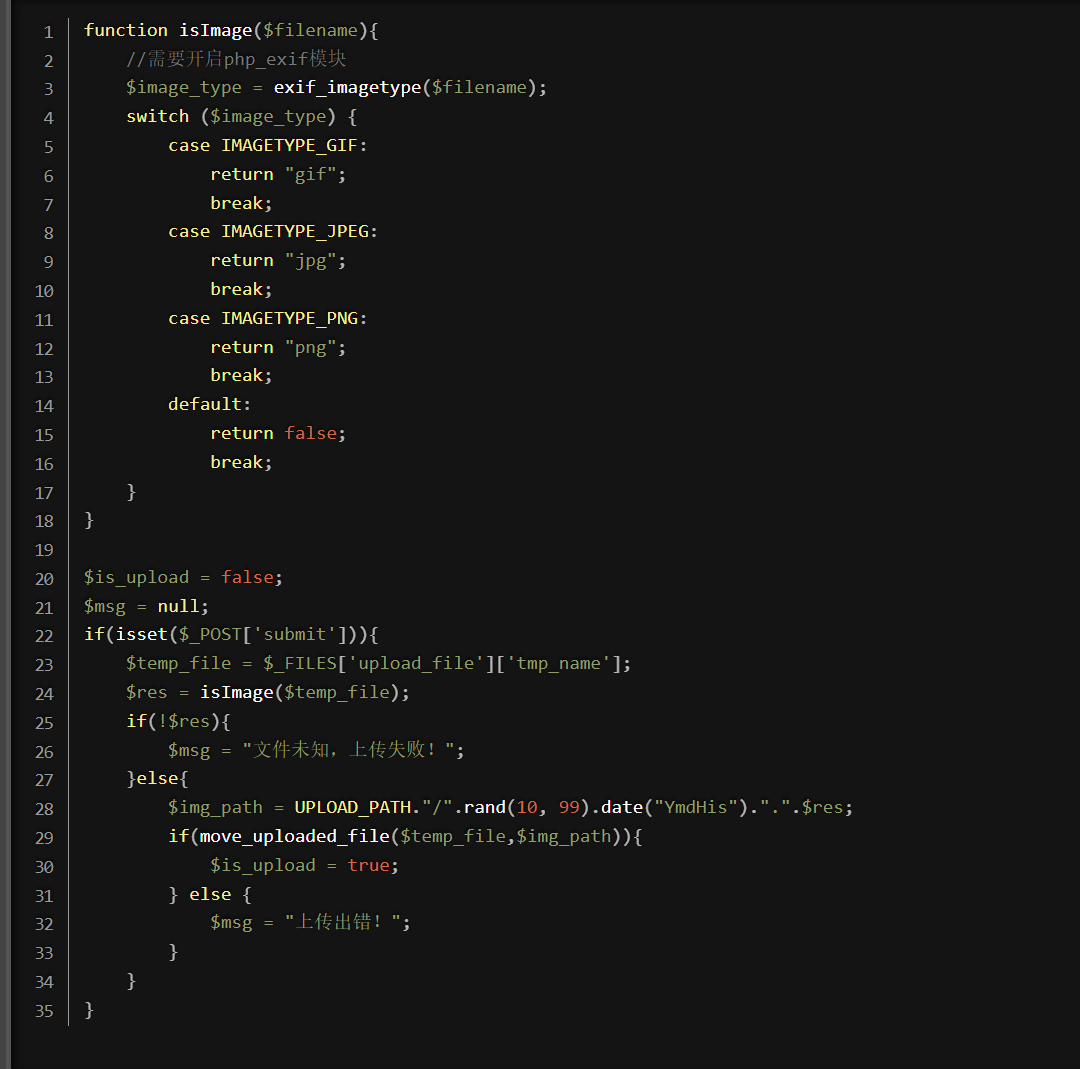 1 function isImage($filename){
2     //需要开启php_exif模块
3     $image_type = exif_imagetype($filename);
4     switch ($image_type) {
5         case IMAGETYPE_GIF:
6             return "gif";
7             break;
8         case IMAGETYPE_JPEG:
9             return "jpg";
10             break;
11         case IMAGETYPE_PNG:
12             return "png";
13             break;
14         default:
15             return false;
16             break;
17     }
18 }
19
20 $is_upload = false;
21 $msg = null;
22 if(isset($_POST['submit'])){
23     $temp_file = $_FILES['upload_file']['tmp_name'];
24     $res = isImage($temp_file);
25     if(!$res){
26         $msg = "文件未知，上传失败！";
27     }else{
28         $img_path = UPLOAD_PATH."/".rand(10, 99).date("YmdHis").".".$res;
29         if(move_uploaded_file($temp_file,$img_path)){
30             $is_upload = true;
31         } else {
32             $msg = "上传出错！";
33         }
34     }
35 }